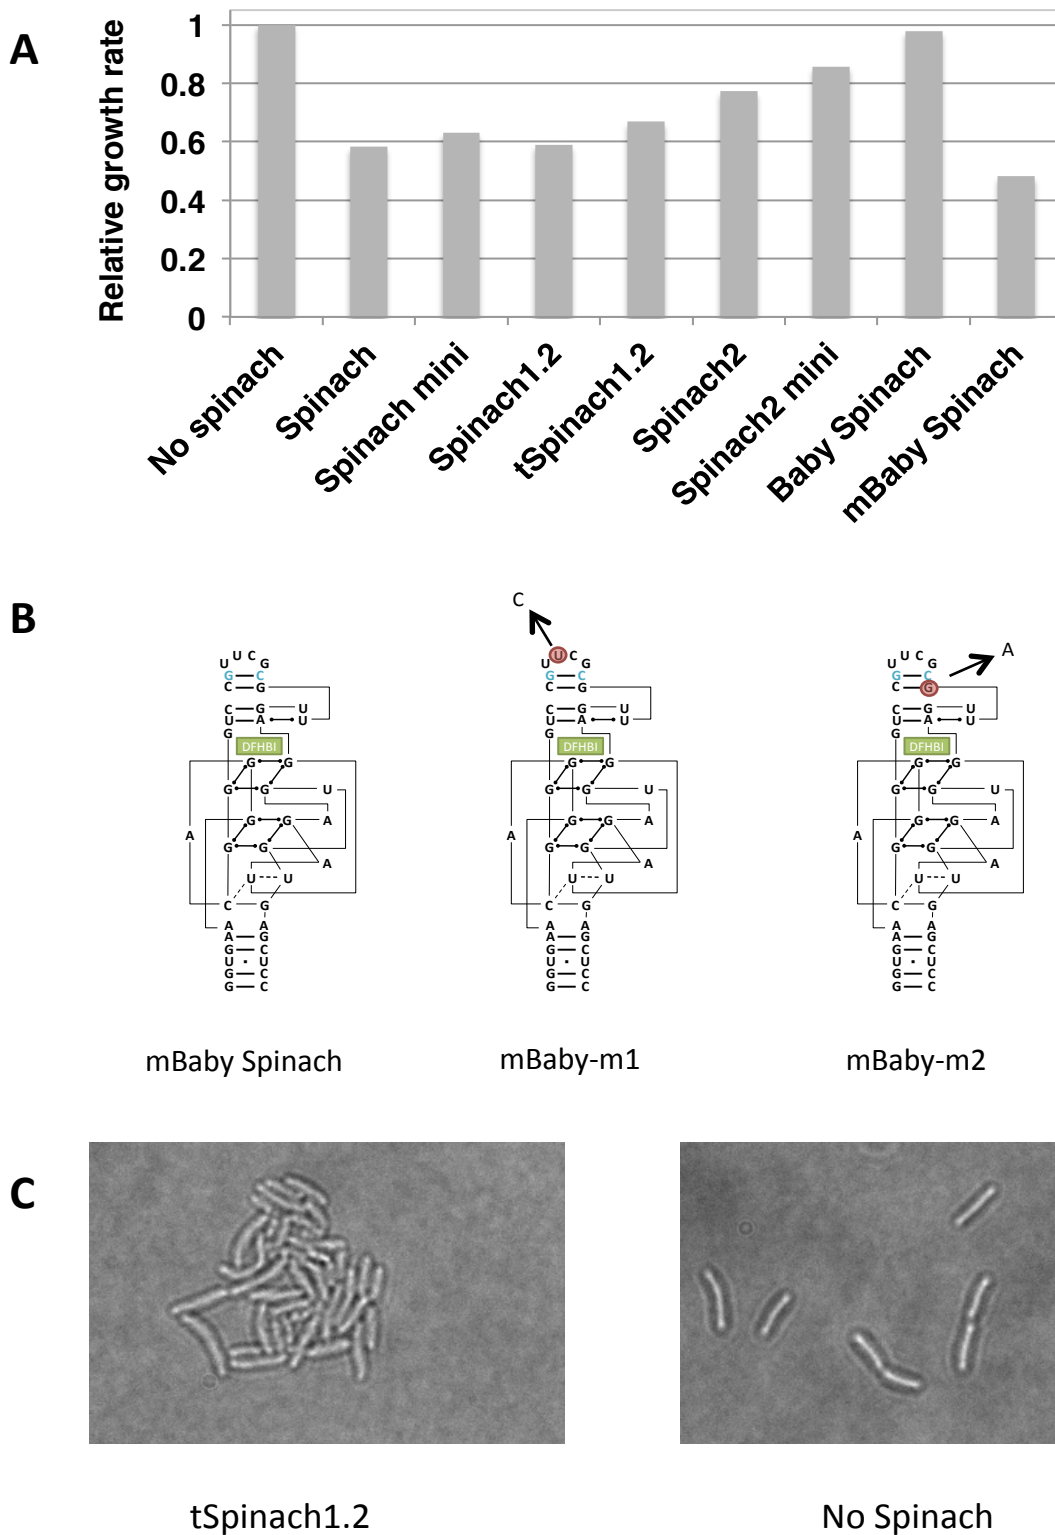 A
Relative growth rate
1
0.8
0.6
0.4
0.2
0
No spinach
Spinach
Spinach mini
Spinach1.2
tSpinach1.2
Spinach2
Spinach2 mini
Baby Spinach
mBaby Spinach
B
U C
U G
G C
C G
C G U
U A U
G
DFHBI
G G
G G U
G G A
A
G G
A
U U
C G
A A
A G
G C
U U
G C
G C
mBaby Spinach
C
U C
U G
G C
C G
C G U
U A U
G
DFHBI
G G
G G U
G G A
A
G G
A
U U
C G
A A
A G
G C
U U
G C
G C
mBaby-m1
A
U C
U G
G C
C G
C G U
U A U
G
DFHBI
G G
G G U
G G A
A
G G
A
U U
C G
A A
A G
G C
U U
G C
G C
mBaby-m2
C
tSpinach1.2
No Spinach